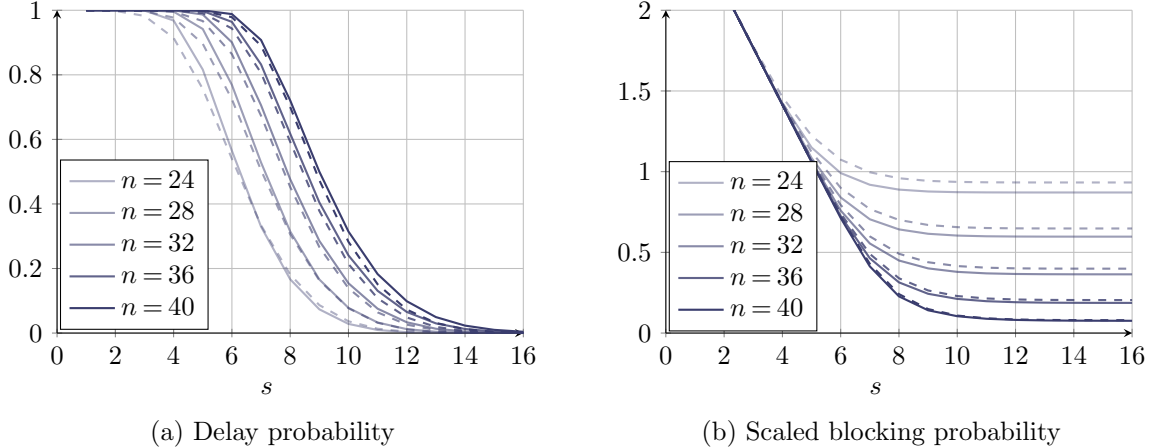 1
0.8
0.6
0.4
0.2
0
n = 24
n = 28
n = 32
n = 36
n = 40
0 2 4 6 8 10 12 14 16
s
(a) Delay probability
2
1.5
1
0.5
0
n = 24
n = 28
n = 32
n = 36
n = 40
0 2 4 6 8 10 12 14 16
s
(b) Scaled blocking probability